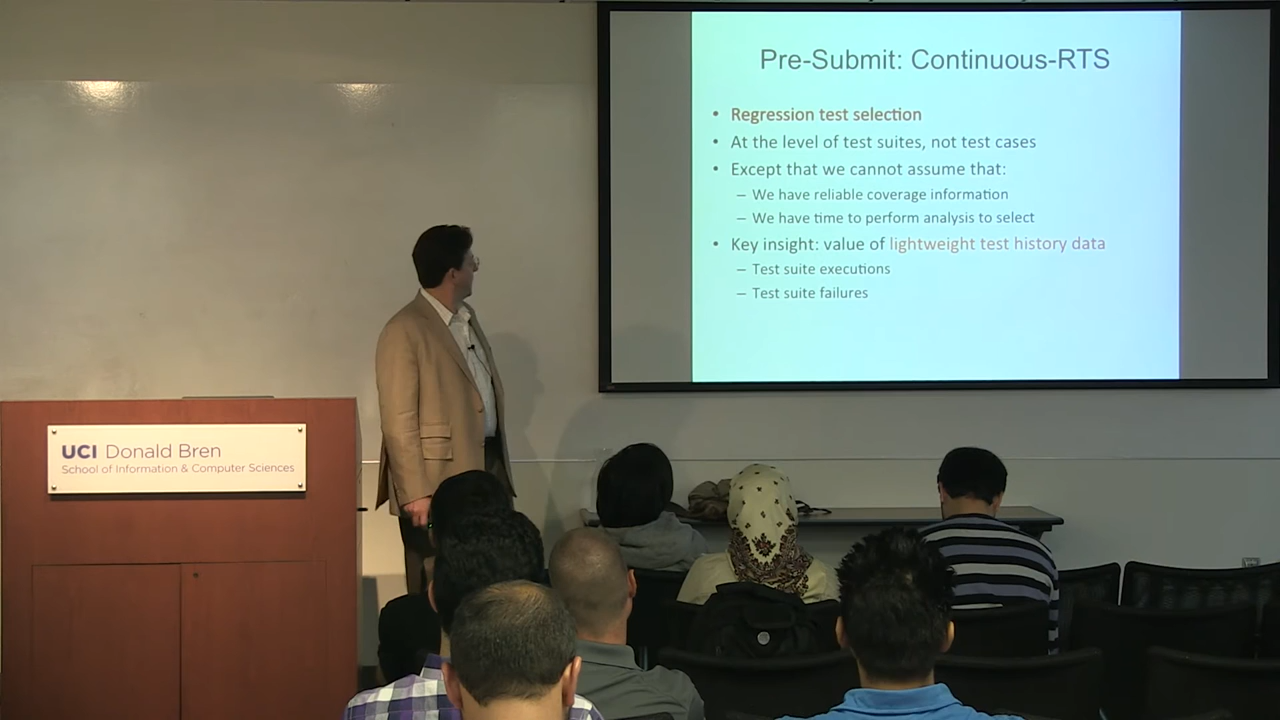 Pre-Submit: Continuous-RTS
• Regression test selection
• At the level of test suites, not test cases
• Except that we cannot assume that:
– We have reliable coverage information
– We have time to perform analysis to select
• Key insight: value of lightweight test history data
– Test suite executions
– Test suite failures
UCI Donald Bren
School of Information & Computer Sciences